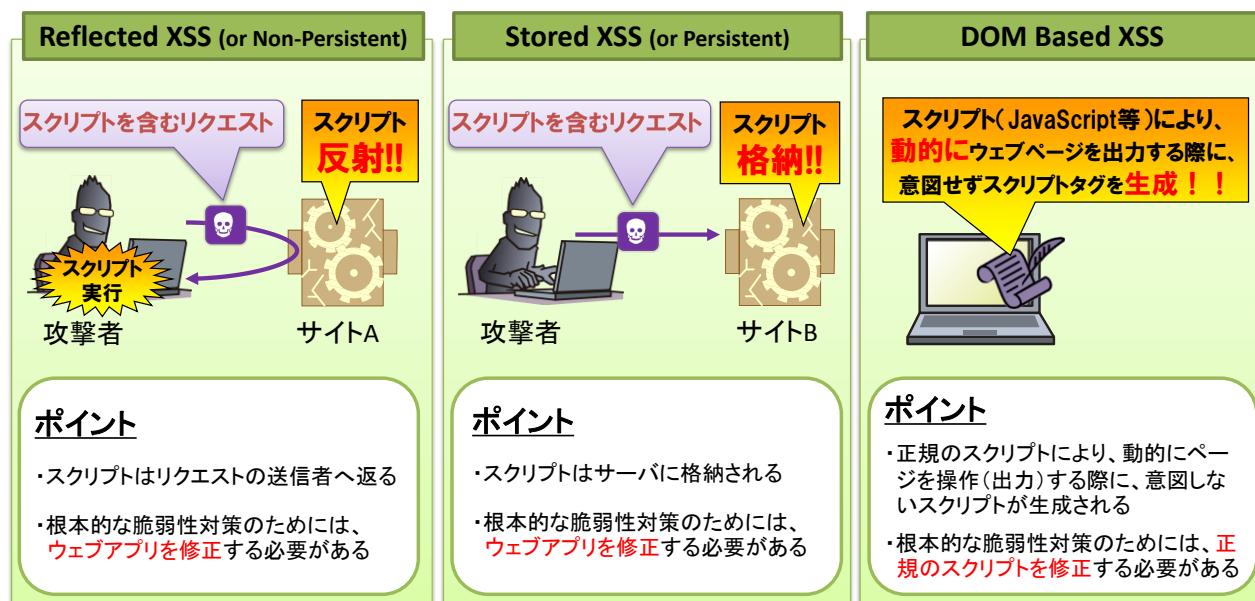 Reflected XSS (or Non-Persistent)
スクリプトを含むリクエスト
スクリプト
反射!!
スクリプト
実行
攻撃者
サイトA
ポイント
・スクリプトはリクエストの送信者へ返る
・根本的な脆弱性対策のためには、
ウェブアプリを修正する必要がある
Stored XSS (or Persistent)
スクリプトを含むリクエスト
スクリプト
格納!!
攻撃者
サイトB
ポイント
・スクリプトはサーバに格納される
・根本的な脆弱性対策のためには、
ウェブアプリを修正する必要がある
DOM Based XSS
スクリプト(JavaScript等)により、
動的にウェブページを出力する際に、
意図せずスクリプトタグを生成！！
ポイント
・正規のスクリプトにより、動的にペー
ジを操作(出力)する際に、意図しな
いスクリプトが生成される
・根本的な脆弱性対策のためには、正
規のスクリプトを修正する必要がある